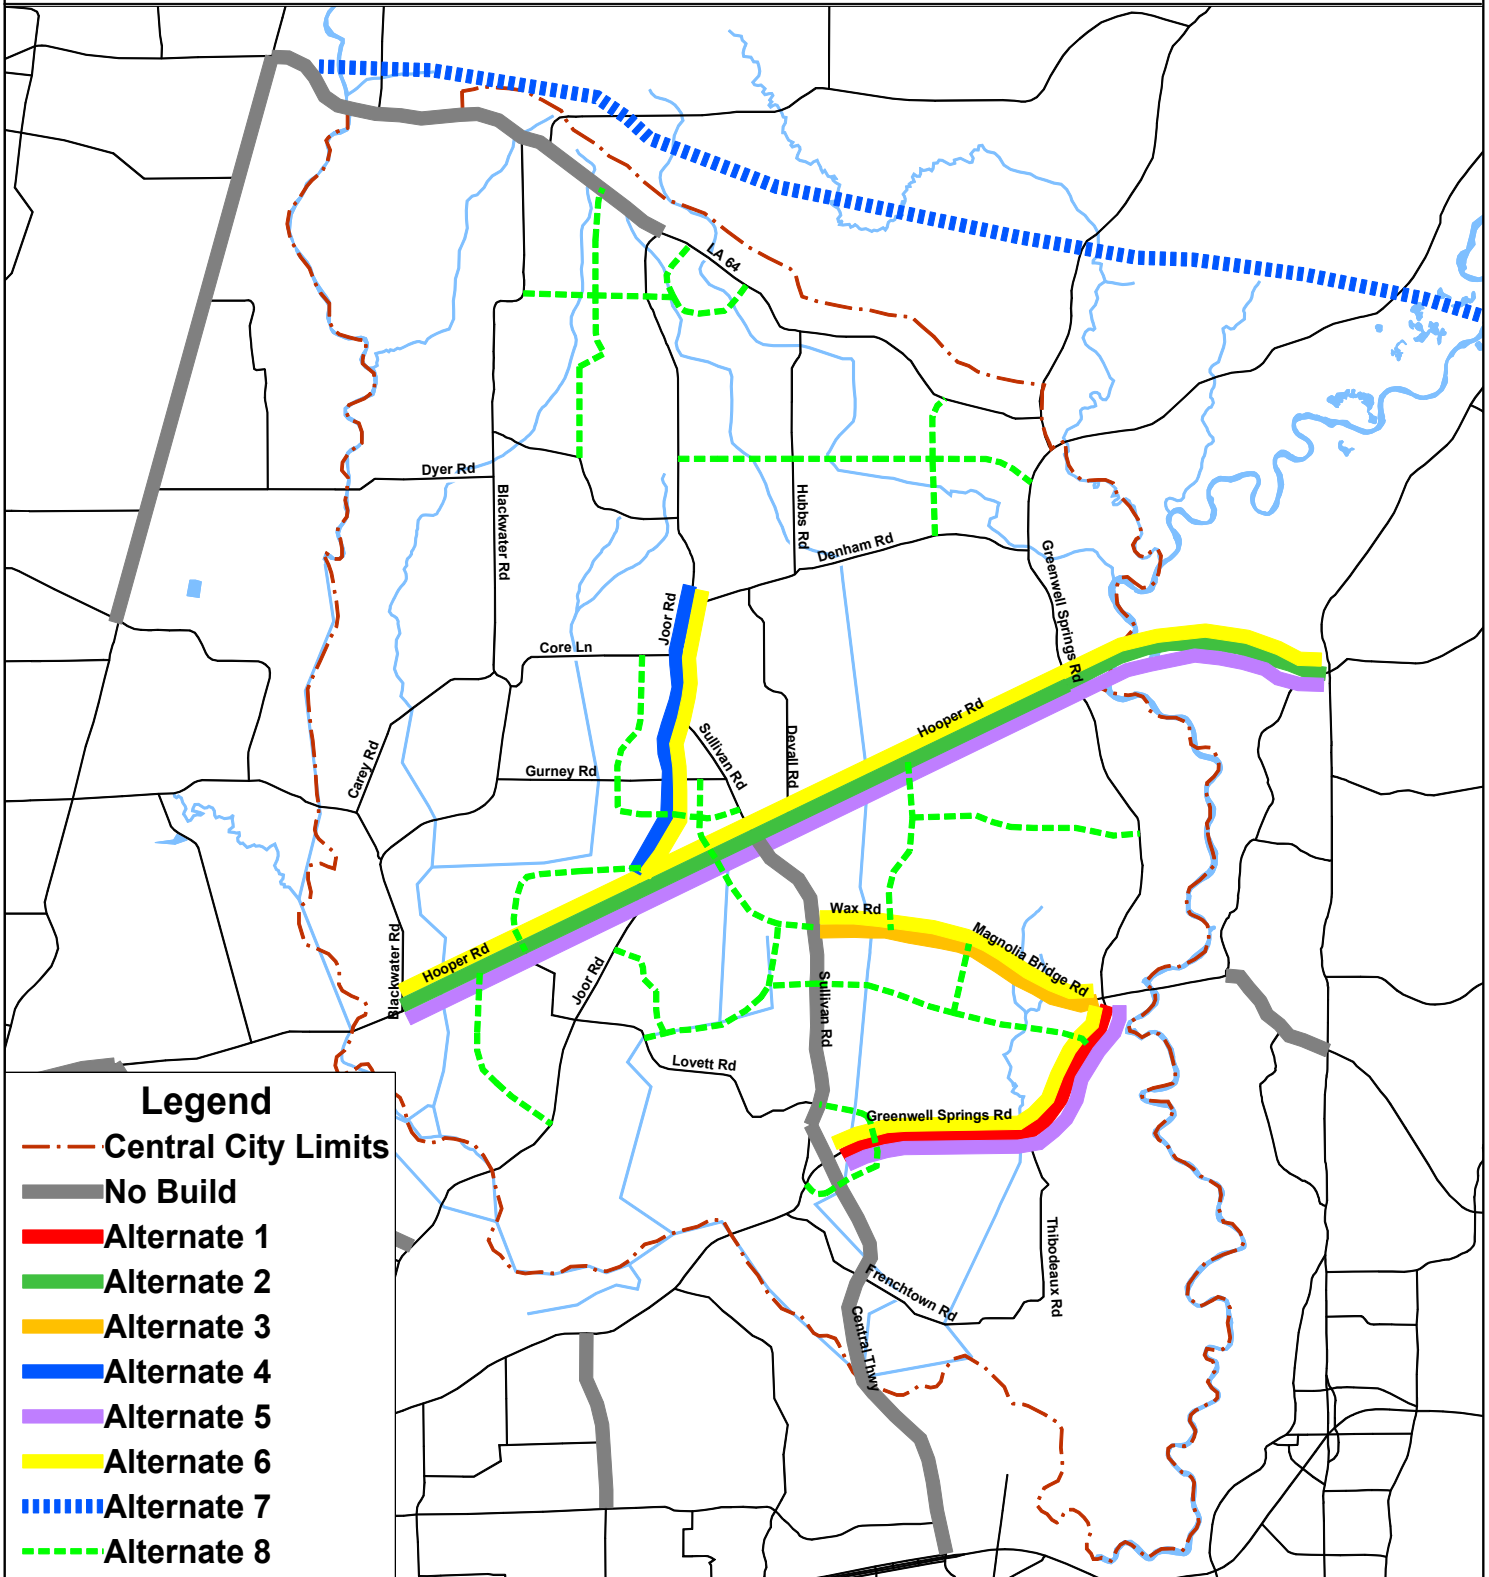 LA 64
Dyer Rd
Blackwater Rd
Hubbs Rd
Denham Rd
Greenwell Springs Rd
Joor Rd
Core Ln
Sullivan Rd
Devall Rd
Hooper Rd
Carey Rd
Gurney Rd
Wax Rd
Magnolia Bridge Rd
Blackwater Rd
Hooper Rd
Joor Rd
Sullivan Rd
Lovett Rd
Greenwell Springs Rd
Thibodeaux Rd
Frenchtown Rd
Central Thwy
Legend
Central City Limits
No Build
Alternate 1
Alternate 2
Alternate 3
Alternate 4
Alternate 5
Alternate 6
Alternate 7
Alternate 8